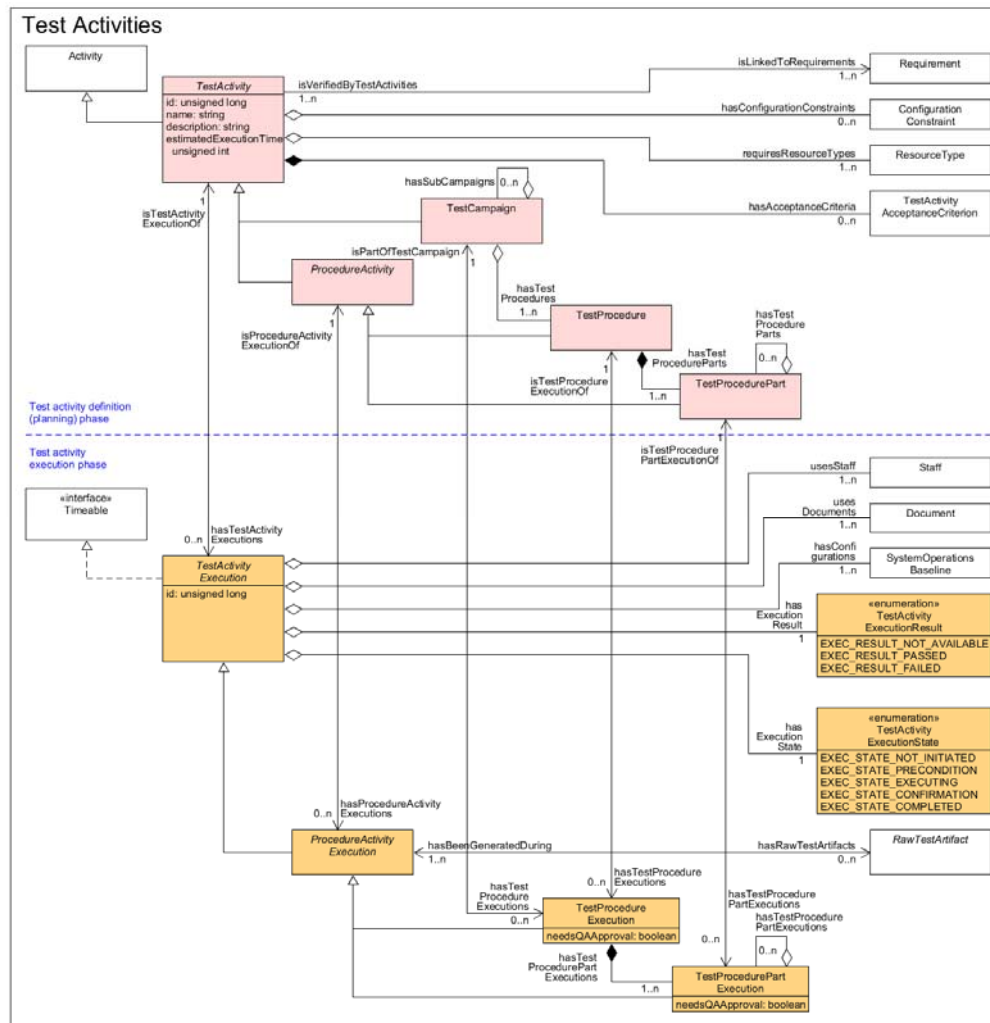 Test Activities
Activity
TestActivity
id: unsigned long
name: string
description: string
estimatedExecutionTime
unsigned int
isVerifiedByTestActivities
1..n
isLinkedToRequirements
1..n
Requirement
hasConfigurationConstraints
0..n
Configuration
Constraint
requiresResourceTypes
1..n
ResourceType
hasAcceptanceCriteria
0..n
TestActivity
AcceptanceCriterion
hasSubCampaigns
0..n
TestCampaign
1
isTestActivity
ExecutionOf
isPartOfTestCampaign
1
ProcedureActivity
hasTest
Procedures
1..n
TestProcedure
hasTest
Procedure
Parts
0..n
isProcedureActivity
ExecutionOf
1
hasTest
ProcedureParts
1..n
TestProcedurePart
isTestProcedure
ExecutionOf
1
Test activity definition
(planning) phase
Test activity
execution phase
isTestProcedure
PartExecutionOf
1
«interface»
Timeable
usesStaff
1..n
Staff
uses
Documents
1..n
Document
hasTestActivity
Executions
0..n
hasConfi
gurations
1..n
SystemOperations
Baseline
TestActivity
Execution
id: unsigned long
has
Execution
Result
1
«enumeration»
TestActivity
ExecutionResult
EXEC_RESULT_NOT_AVAILABLE
EXEC_RESULT_PASSED
EXEC_RESULT_FAILED
has
Execution
State
1
«enumeration»
TestActivity
ExecutionState
EXEC_STATE_NOT_INITIATED
EXEC_STATE_PRECONDITION
EXEC_STATE_EXECUTING
EXEC_STATE_CONFIRMATION
EXEC_STATE_COMPLETED
hasProcedureActivity
Executions
0..n
ProcedureActivity
Execution
hasBeenGeneratedDuring
1..n
hasRawTestArtifacts
0..n
RawTestArtifact
hasTestProcedure
Executions
0..n
hasTest
Procedure
Executions
0..n
TestProcedure
Execution
needsQAApproval: boolean
hasTestProcedure
PartExecutions
0..n
hasTestProcedure
PartExecutions
0..n
hasTest
ProcedurePart
Executions
1..n
TestProcedurePart
Execution
needsQAApproval: boolean